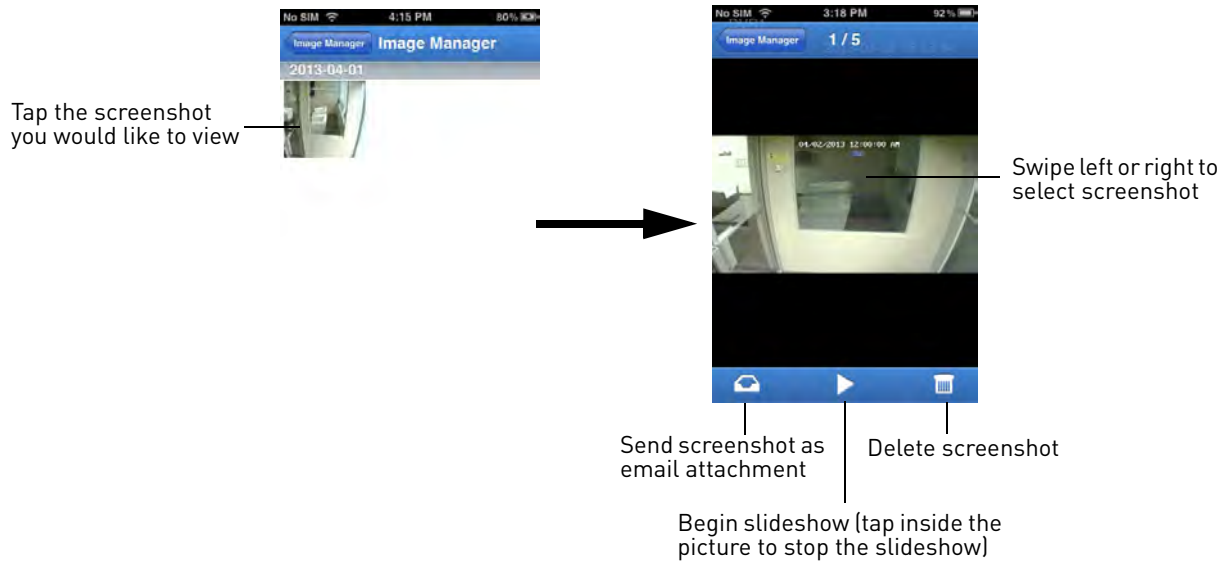 No SIM 4:15 PM 80%
Image Manager Image Manager
2013-04-01
Tap the screenshot
you would like to view
No SIM 3:18 PM 92%
Image Manager 1 / 5
04/02/2013 12:00:00 AM
Swipe left or right to
select screenshot
Send screenshot as
email attachment
Delete screenshot
Begin slideshow (tap inside the
picture to stop the slideshow)